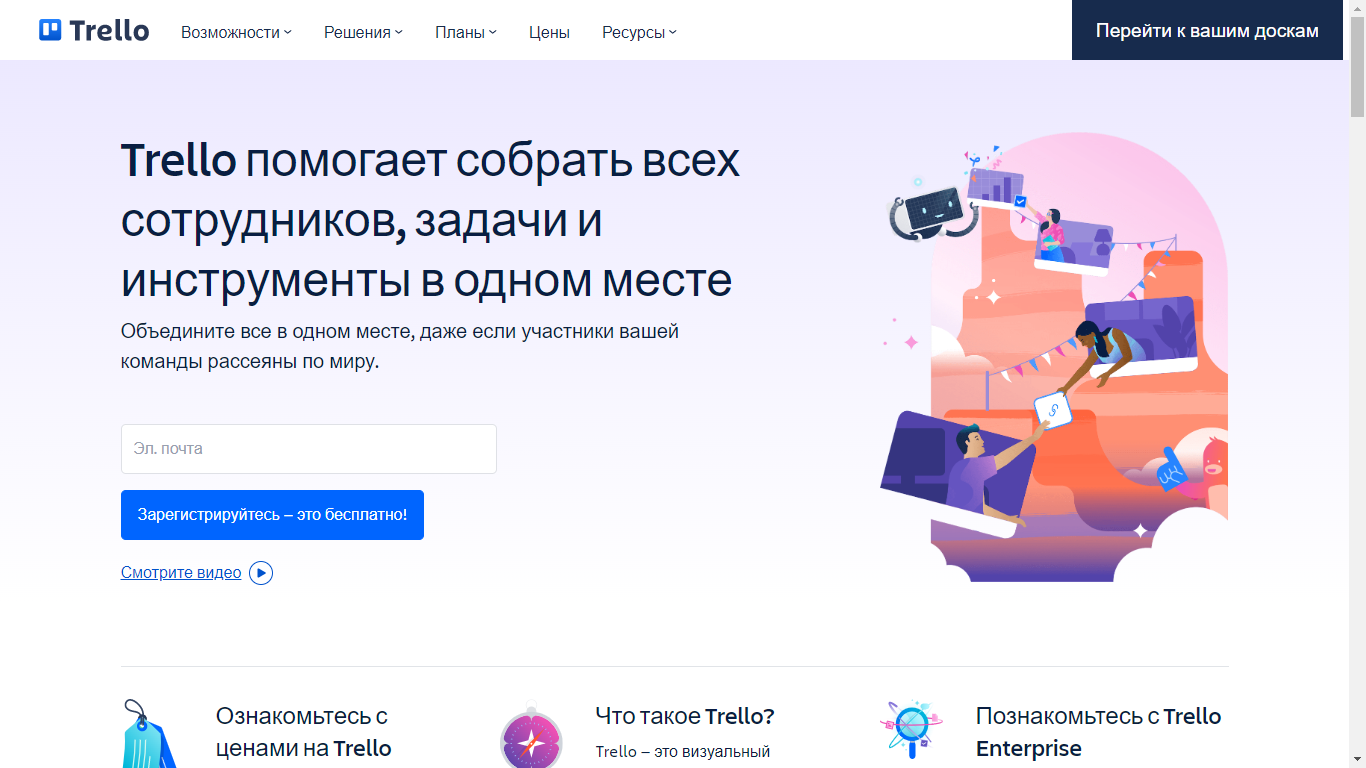 Trello
Возможности
Решения
Планы
Цены
Ресурсы
Перейти к вашим доскам
Trello помогает собрать всех
сотрудников, задачи и
инструменты в одном месте
Объедините все в одном месте, даже если участники вашей
команды рассеяны по миру.
Эл. почта
Зарегистрируйтесь – это бесплатно!
Смотрите видео
Ознакомьтесь с
ценами на Trello
Что такое Trello?
Trello – это визуальный
Познакомьтесь с Trello
Enterprise